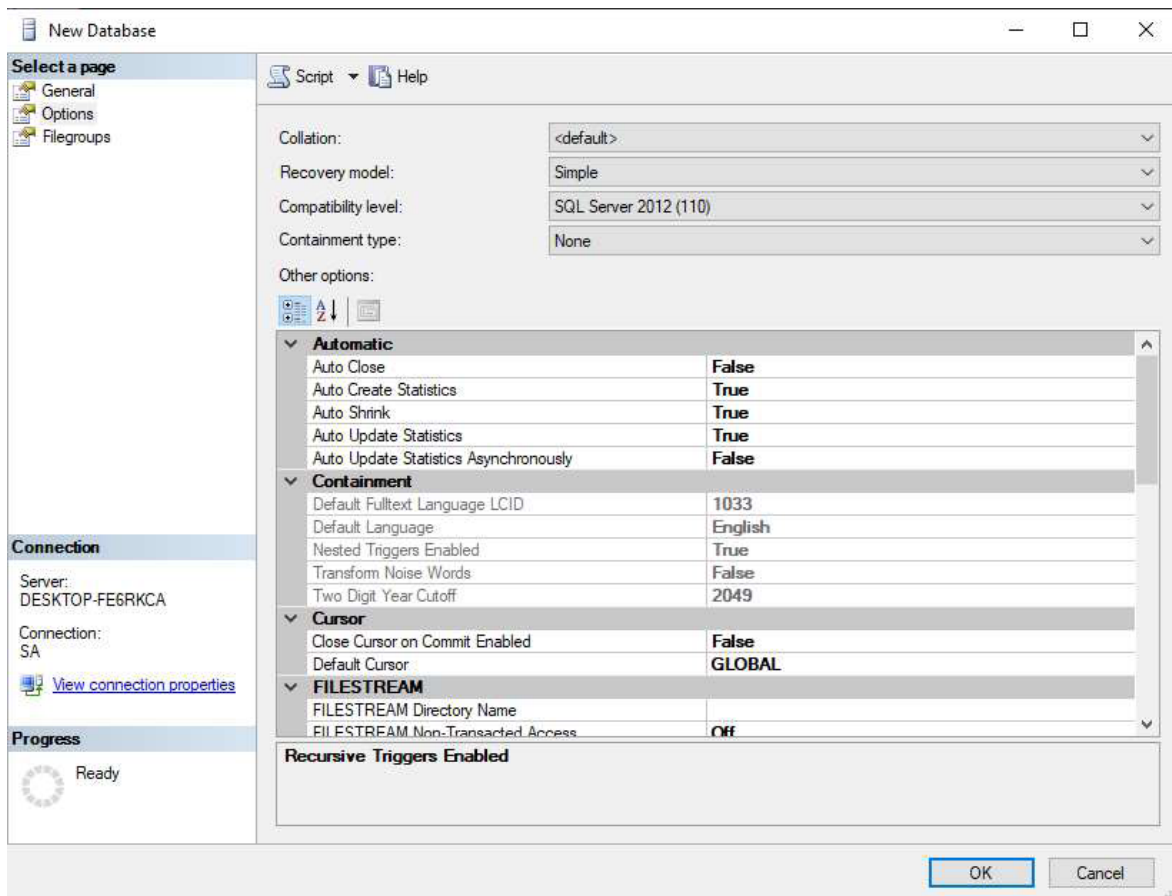 New Database
Select a page
General
Options
Filegroups
Script Help
Collation: <default>
Recovery model: Simple
Compatibility level: SQL Server 2012 (110)
Containment type: None
Other options:
Automatic
Auto Close False
Auto Create Statistics True
Auto Shrink True
Auto Update Statistics True
Auto Update Statistics Asynchronously False
Containment
Default Fulltext Language LCID 1033
Default Language English
Nested Triggers Enabled True
Transform Noise Words False
Two Digit Year Cutoff 2049
Cursor
Close Cursor on Commit Enabled False
Default Cursor GLOBAL
FILESTREAM
FILESTREAM Directory Name
FILESTREAM Non-Transacted Access Off
Recursive Triggers Enabled
Connection
Server:
DESKTOP-FE6RKCA
Connection:
SA
View connection properties
Progress
Ready
OK Cancel